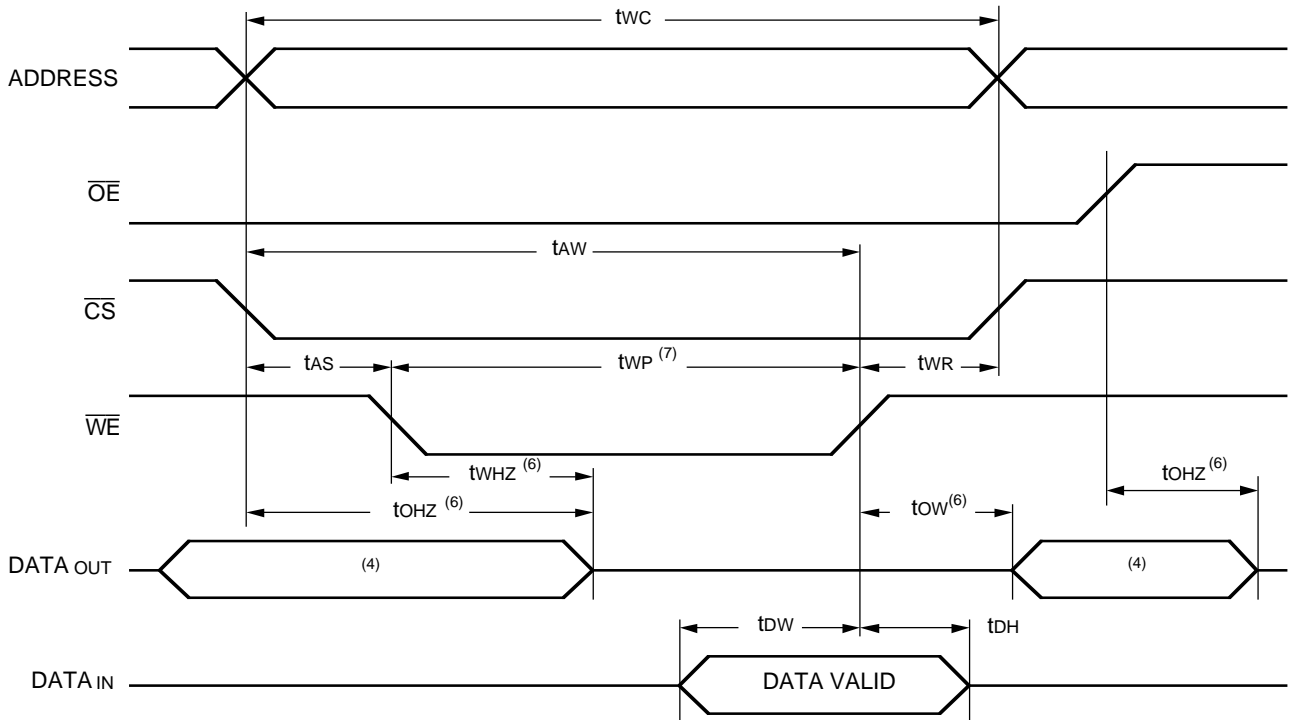 tWC
ADDRESS
OE
tAW
CS
tAS
tWP (7)
tWR
WE
tWHZ (6)
tOHZ (6)
tOHZ (6)
tOW(6)
DATA OUT
(4)
(4)
tDW
tDH
DATA IN
DATA VALID